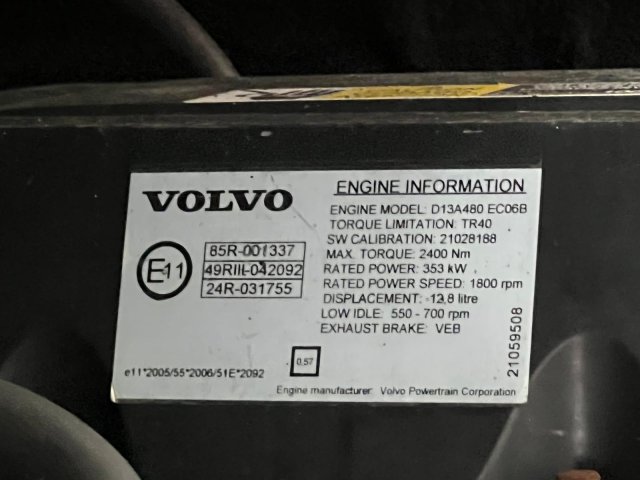 VOLVO
E11
85R-001337
49RIII-042092
24R-031755
e11*2005/55*2006/51E*2092
0,57
ENGINE INFORMATION
ENGINE MODEL: D13A480 EC06B
TORQUE LIMITATION: TR40
SW CALIBRATION: 21028188
MAX. TORQUE: 2400 Nm
RATED POWER: 353 kW
RATED POWER SPEED: 1800 rpm
DISPLACEMENT: 12,8 litre
LOW IDLE: 550 - 700 rpm
EXHAUST BRAKE: VEB
Engine manufacturer: Volvo Powertrain Corporation
21059508